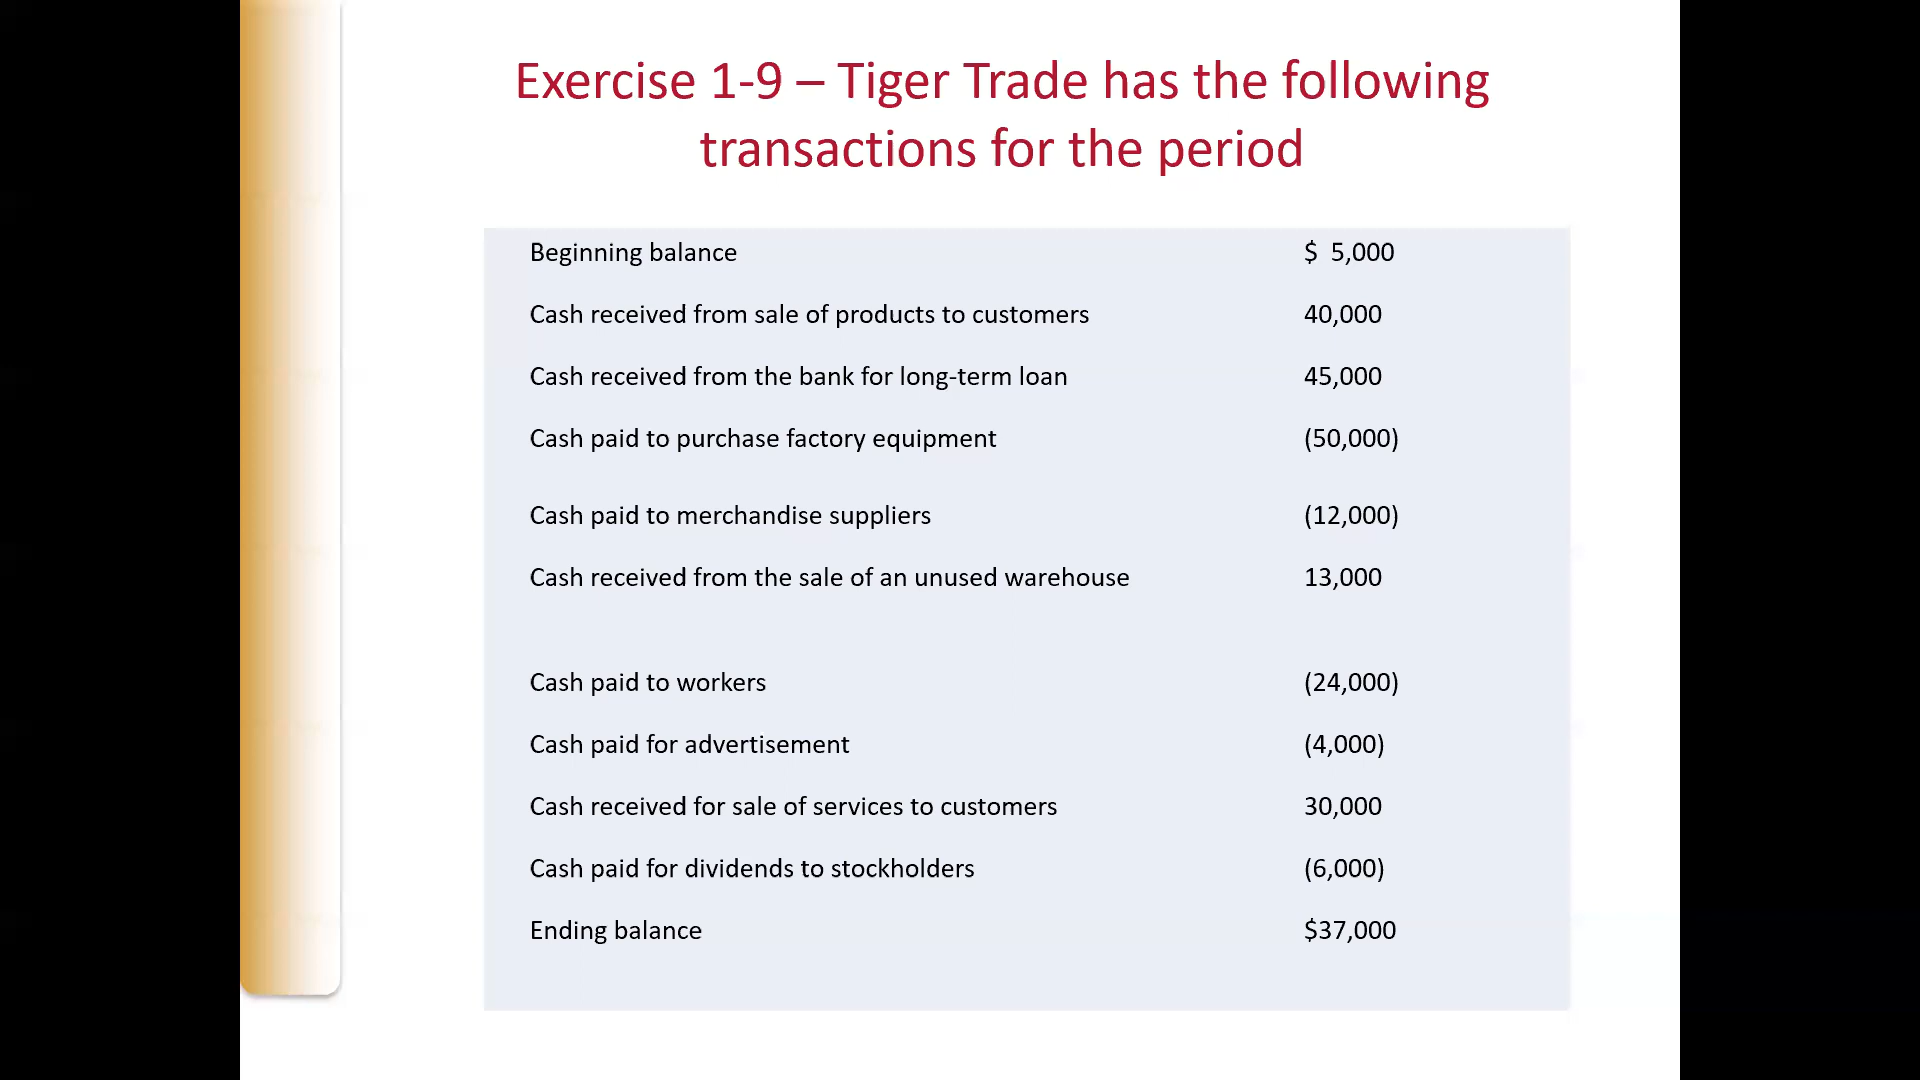 Exercise 1-9 – Tiger Trade has the following
transactions for the period
Beginning balance $ 5,000
Cash received from sale of products to customers 40,000
Cash received from the bank for long-term loan 45,000
Cash paid to purchase factory equipment (50,000)
Cash paid to merchandise suppliers (12,000)
Cash received from the sale of an unused warehouse 13,000
Cash paid to workers (24,000)
Cash paid for advertisement (4,000)
Cash received for sale of services to customers 30,000
Cash paid for dividends to stockholders (6,000)
Ending balance $37,000